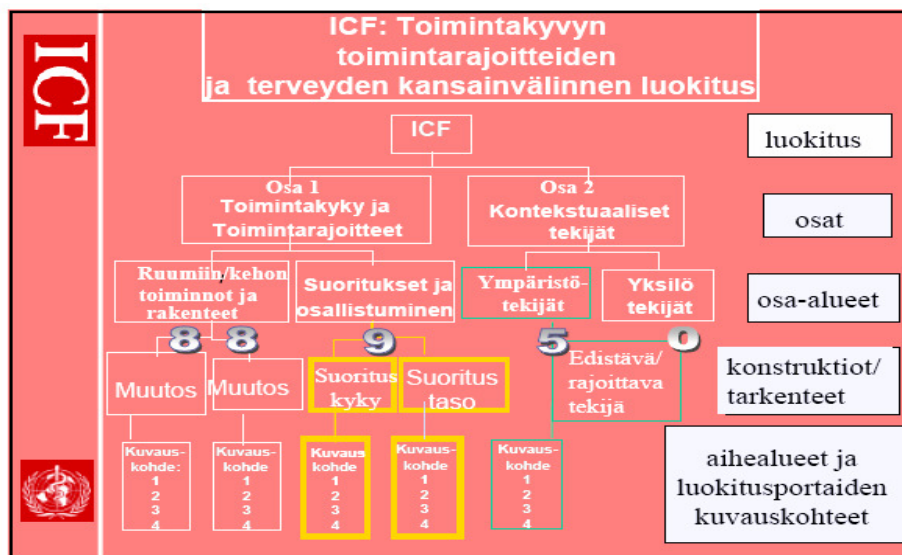 ICF
ICF: Toimintakyvyn
toimintarajoitteiden
ja terveyden kansainvälinnen luokitus
ICF
luokitus
Osa 1
Toimintakyky ja
Toimintarajoitteet
Osa 2
Kontekstuaaliset
tekijät
osat
Ruumiin/kehon
toiminnot ja
rakenteet
Suoritukset ja
osallistuminen
Ympäristö-
tekijät
Yksilö
tekijät
osa-alueet
8
8
9
5
0
Muutos
Muutos
Suoritus
kyky
Suoritus
taso
Edistävä/
rajoittava
tekijä
konstruktiot/
tarkenteet
Kuvaus-
kohde:
1
2
3
4
Kuvaus-
kohde
1
2
3
4
Kuvaus
kohde
1
2
3
4
Kuvaus-
kohde
1
2
3
4
Kuvaus-
kohde
1
2
3
4
aihealueet ja
luokitusportaiden
kuvauskohteet